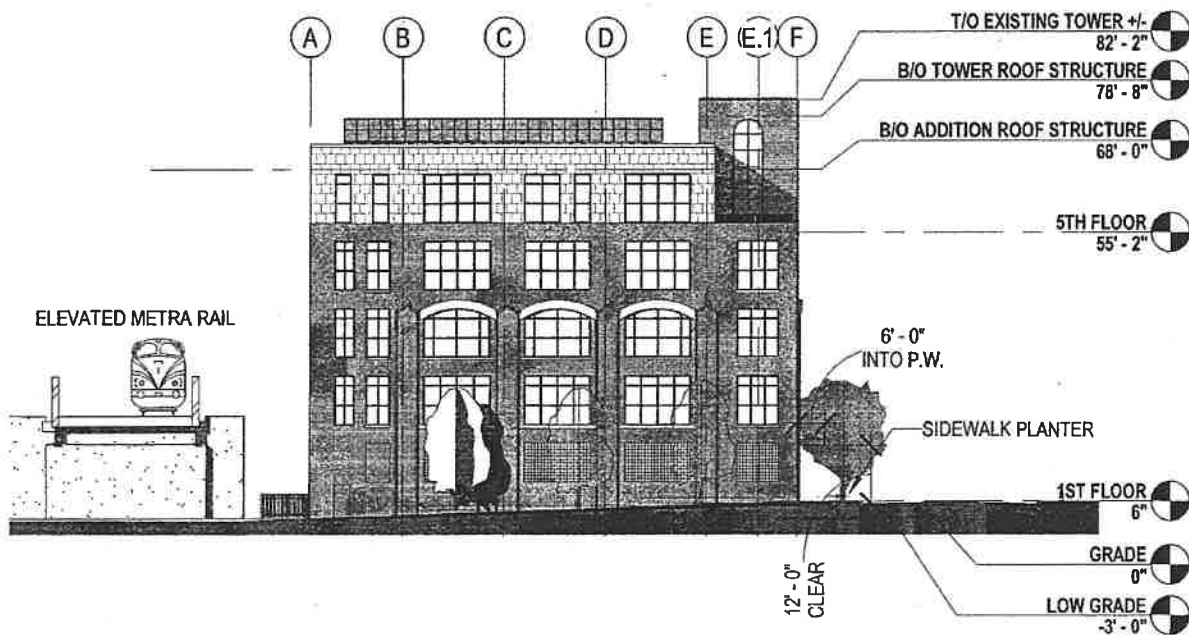 A
B
C
D
E
(E.1)
F
T/O EXISTING TOWER +/-
82' - 2"
B/O TOWER ROOF STRUCTURE
78' - 8"
B/O ADDITION ROOF STRUCTURE
68' - 0"
5TH FLOOR
55' - 2"
ELEVATED METRA RAIL
6' - 0"
INTO P.W.
SIDEWALK PLANTER
1ST FLOOR
6"
12' - 0"
CLEAR
GRADE
0"
LOW GRADE
-3' - 0"